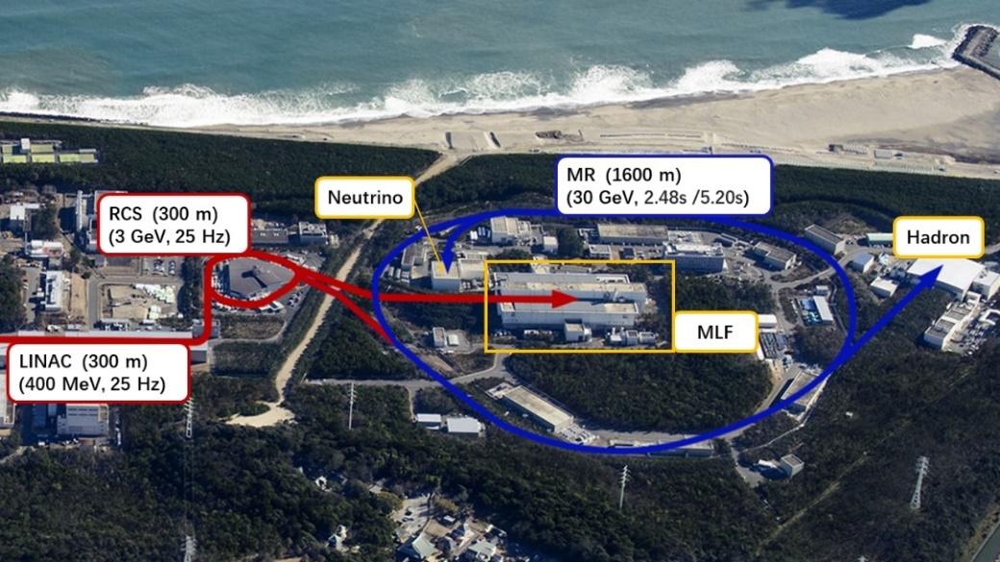 MR (1600 m)
(30 GeV, 2.48s /5.20s)
Neutrino
RCS (300 m)
(3 GeV, 25 Hz)
Hadron
MLF
LINAC (300 m)
(400 MeV, 25 Hz)